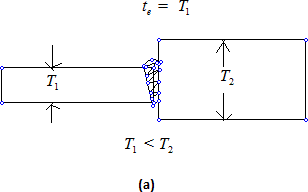 tₑ = T₁
T₁
T₂
T₁ < T₂
(a)